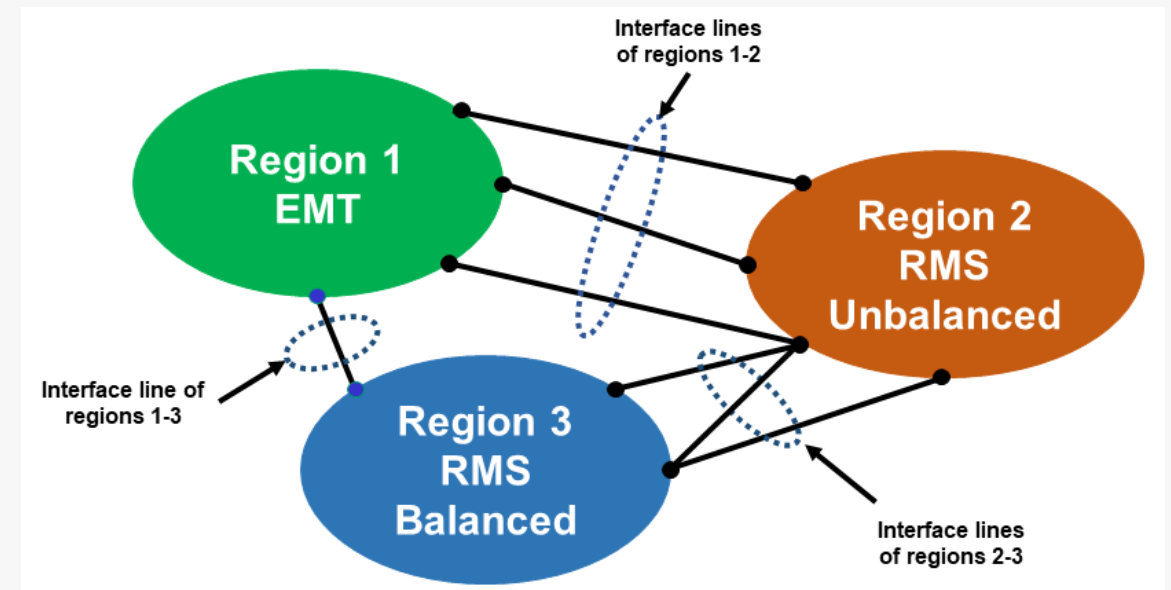 Interface lines
of regions 1-2
Region 1
EMT
Region 2
RMS
Unbalanced
Interface line of
regions 1-3
Region 3
RMS
Balanced
Interface lines
of regions 2-3